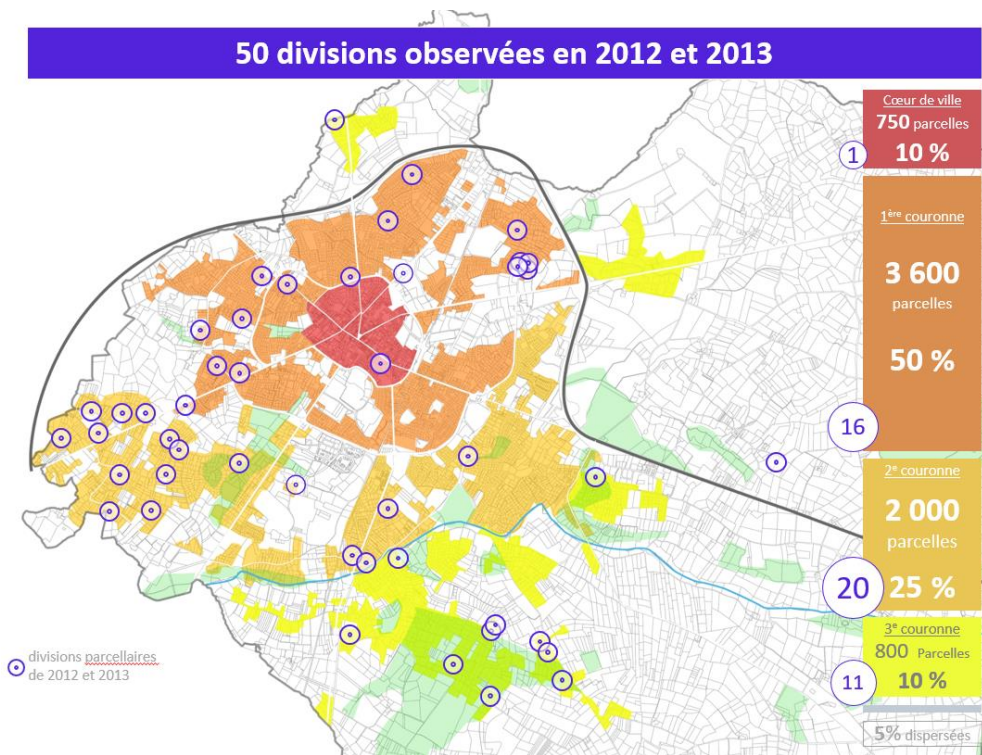 50 divisions observées en 2012 et 2013
Cœur de ville
750 parcelles
10 %
1
1ère couronne
3 600
parcelles
50 %
16
2e couronne
2 000
parcelles
25 %
20
3e couronne
800 Parcelles
10 %
11
5% dispersées
divisions parcellaires
de 2012 et 2013